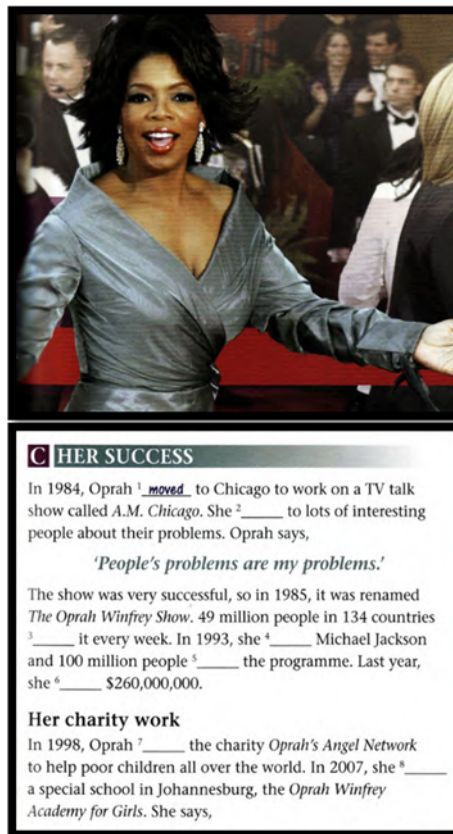 C HER SUCCESS
In 1984, Oprah ¹ moved to Chicago to work on a TV talk
show called A.M. Chicago. She ²_____ to lots of interesting
people about their problems. Oprah says,
'People's problems are my problems.'
The show was very successful, so in 1985, it was renamed
The Oprah Winfrey Show. 49 million people in 134 countries
³_____ it every week. In 1993, she ⁴_____ Michael Jackson
and 100 million people ⁵_____ the programme. Last year,
she ⁶_____ $260,000,000.
Her charity work
In 1998, Oprah ⁷_____ the charity Oprah's Angel Network
to help poor children all over the world. In 2007, she ⁸_____
a special school in Johannesburg, the Oprah Winfrey
Academy for Girls. She says,